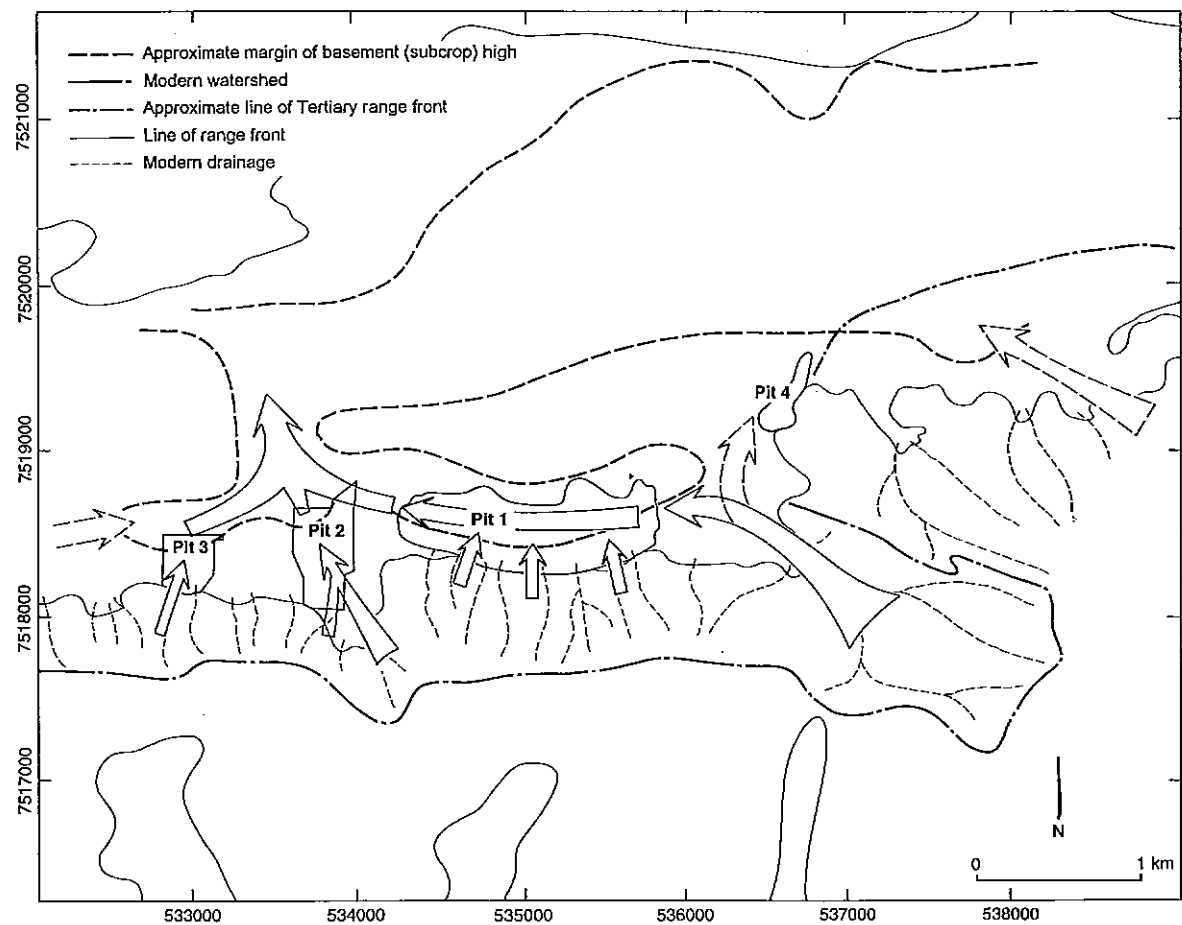 Approximate margin of basement (subcrop) high
Modern watershed
Approximate line of Tertiary range front
Line of range front
Modern drainage
7521000
7520000
7519000
7518000
7517000
Pit 4
Pit 1
Pit 2
Pit 3
N
0 1 km
533000 534000 535000 536000 537000 538000